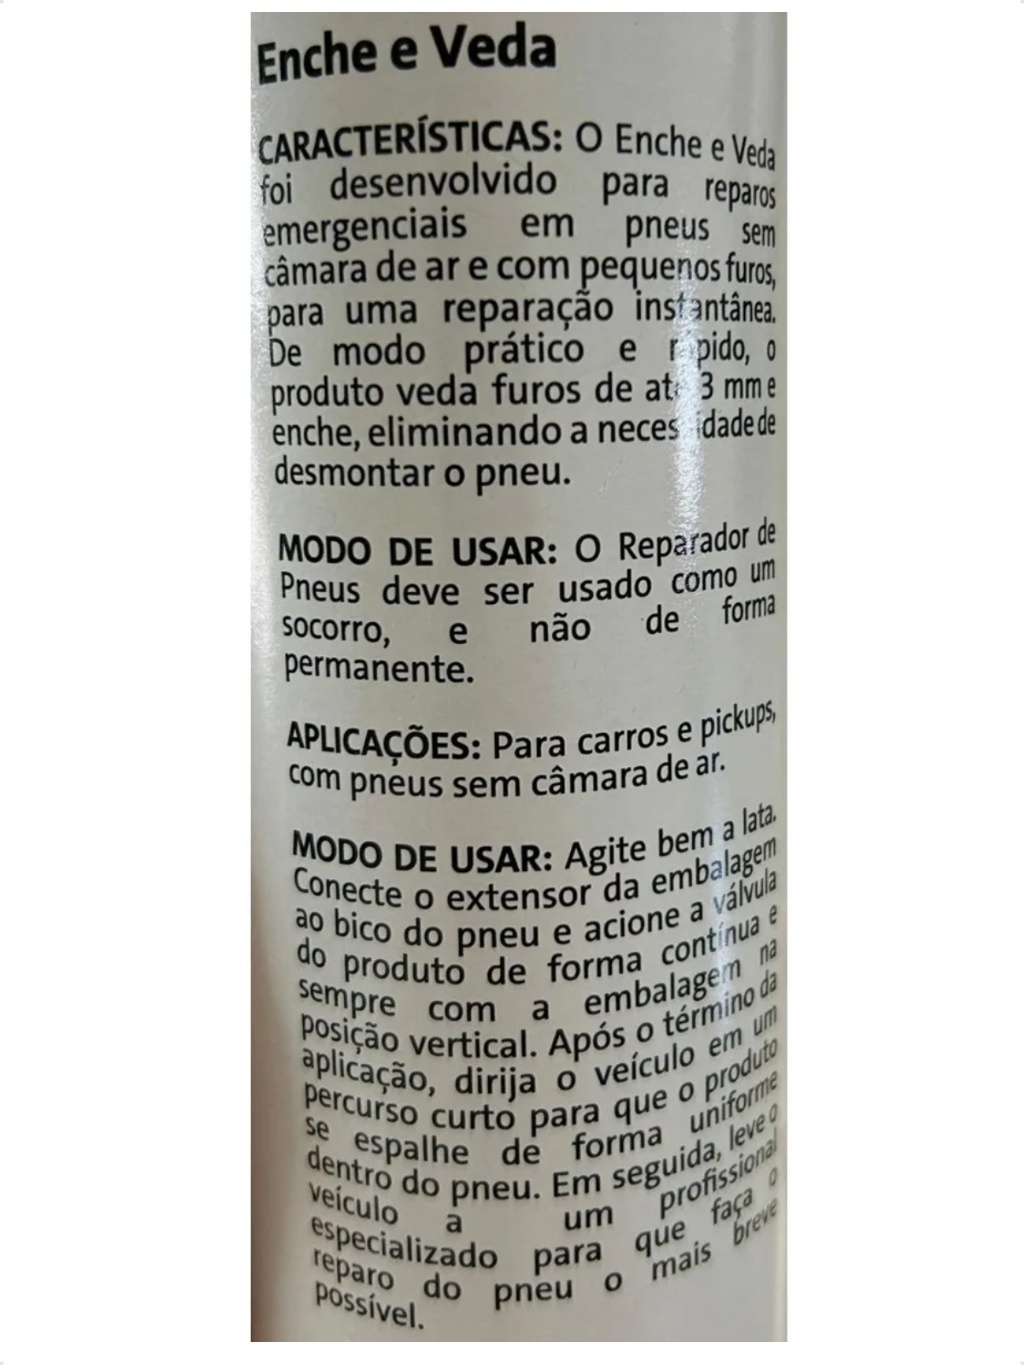 Enche e Veda
CARACTERÍSTICAS: O Enche e Veda
foi desenvolvido para reparos
emergenciais em pneus sem
câmara de ar e com pequenos furos,
para uma reparação instantânea.
De modo prático e rápido, o
produto veda furos de até 3 mm e
enche, eliminando a necessidade de
desmontar o pneu.
MODO DE USAR: O Reparador de
Pneus deve ser usado como um
socorro, e não de forma
permanente.
APLICAÇÕES: Para carros e pickups,
com pneus sem câmara de ar.
MODO DE USAR: Agite bem a lata.
Conecte o extensor da embalagem
ao bico do pneu e acione a válvula
do produto de forma contínua e
sempre com a embalagem na
posição vertical. Após o término da
aplicação, dirija o veículo em um
percurso curto para que o produto
se espalhe de forma uniforme
dentro do pneu. Em seguida, leve o
veículo a um profissional
especializado para que faça o
reparo do pneu o mais breve
possível.